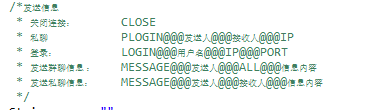 /*发送信息
* 关闭连接: CLOSE
* 私聊 PLOGIN@@@发送人@@@接收人@@@IP
* 登录: LOGIN@@@用户名@@@IP@@@PORT
* 发送群聊信息: MESSAGE@@@发送人@@@ALL@@@信息内容
* 发送私聊信息: MESSAGE@@@发送人@@@接收人@@@信息内容
*/